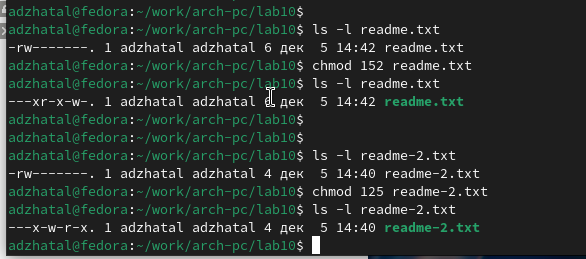 adzhatal@fedora:~/work/arch-pc/lab10$
adzhatal@fedora:~/work/arch-pc/lab10$ ls -l readme.txt
-rw-------. 1 adzhatal adzhatal 6 дек  5 14:42 readme.txt
adzhatal@fedora:~/work/arch-pc/lab10$ chmod 152 readme.txt
adzhatal@fedora:~/work/arch-pc/lab10$ ls -l readme.txt
---xr-x-w-. 1 adzhatal adzhatal 6 дек  5 14:42 readme.txt
adzhatal@fedora:~/work/arch-pc/lab10$
adzhatal@fedora:~/work/arch-pc/lab10$
adzhatal@fedora:~/work/arch-pc/lab10$ ls -l readme-2.txt
-rw-------. 1 adzhatal adzhatal 4 дек  5 14:40 readme-2.txt
adzhatal@fedora:~/work/arch-pc/lab10$ chmod 125 readme-2.txt
adzhatal@fedora:~/work/arch-pc/lab10$ ls -l readme-2.txt
---x-w-r-x. 1 adzhatal adzhatal 4 дек  5 14:40 readme-2.txt
adzhatal@fedora:~/work/arch-pc/lab10$